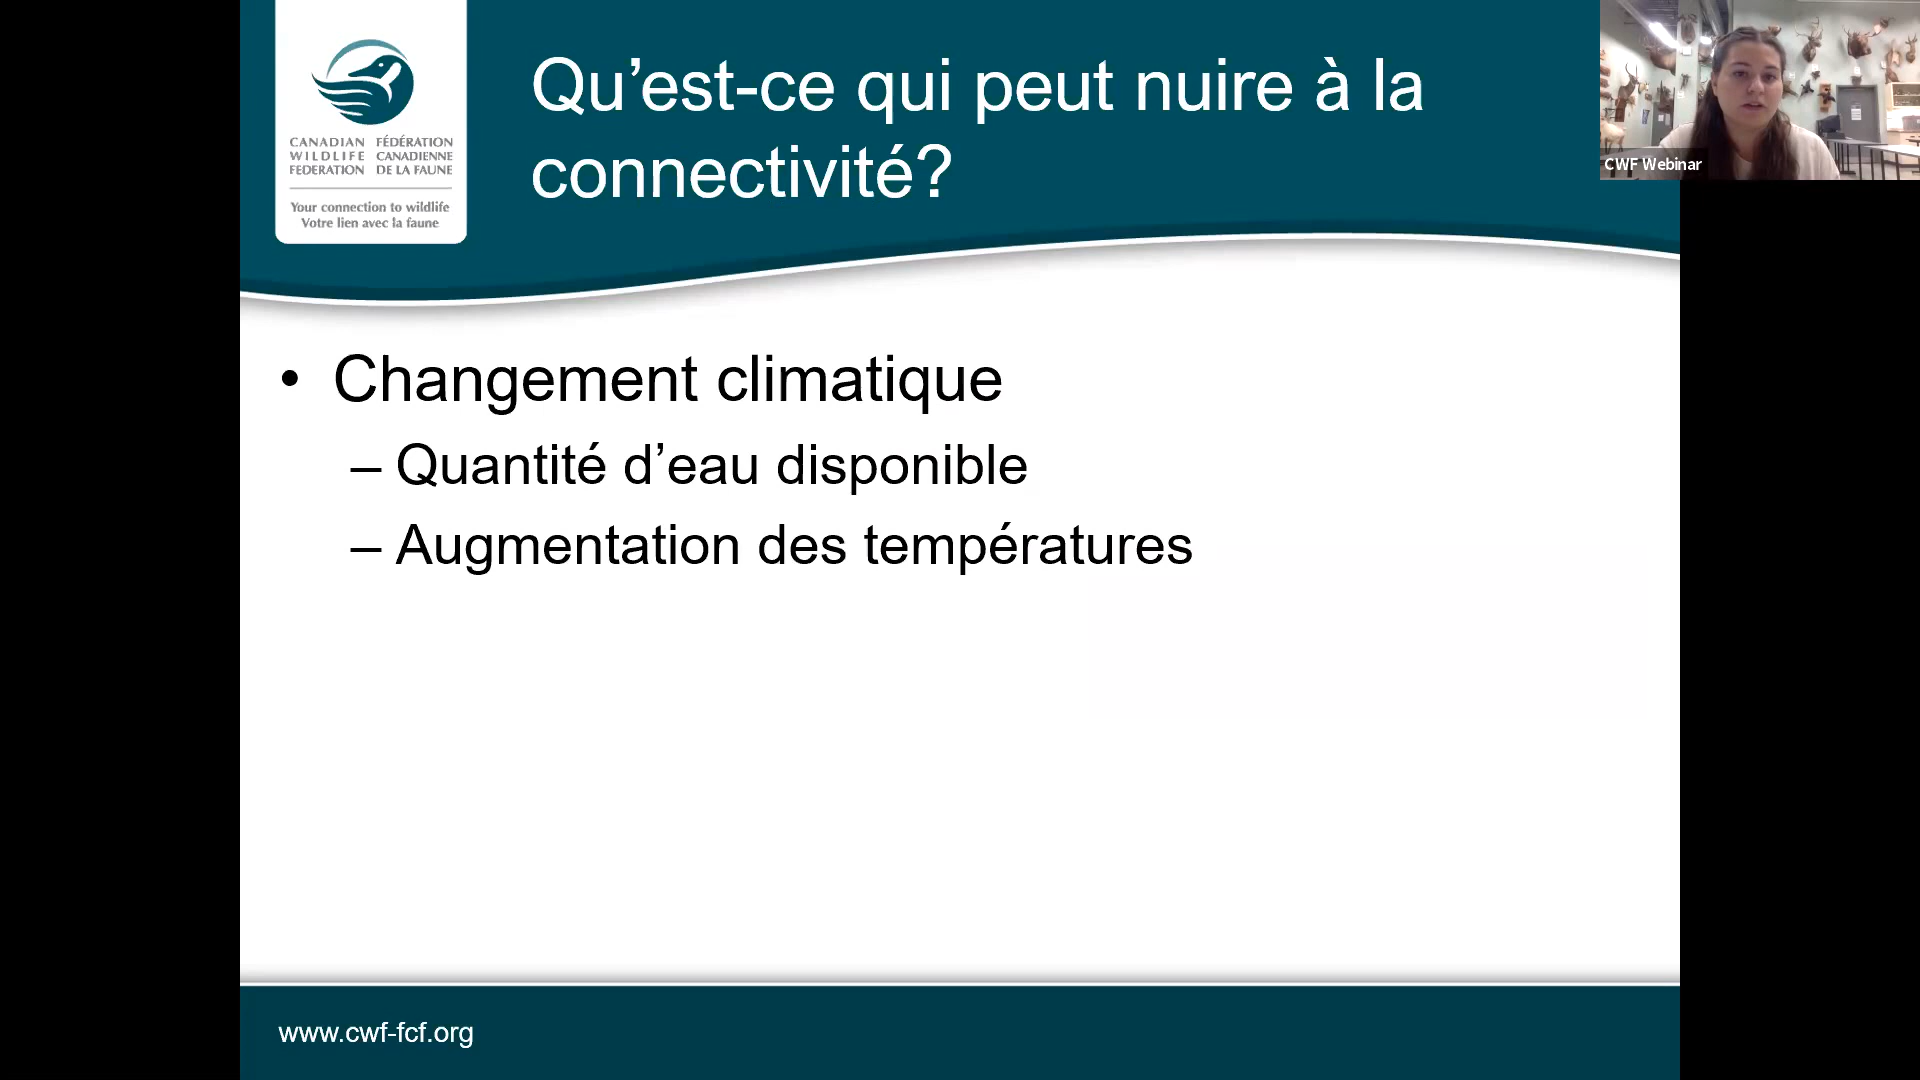 CANADIAN FÉDÉRATION
WILDLIFE CANADIENNE
FEDERATION DE LA FAUNE
Your connection to wildlife
Votre lien avec la faune
Qu’est-ce qui peut nuire à la
connectivité?
CWF Webinar
• Changement climatique
– Quantité d’eau disponible
– Augmentation des températures
www.cwf-fcf.org